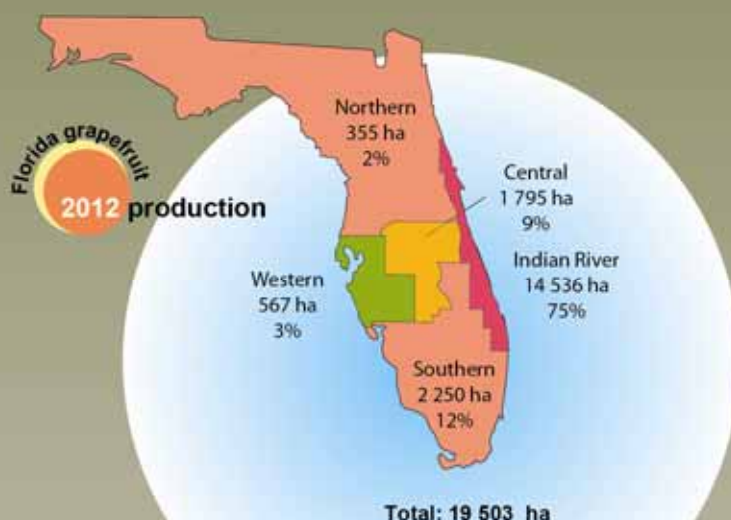 Florida grapefruit
2012 production
Northern
355 ha
2%
Central
1 795 ha
9%
Indian River
14 536 ha
75%
Western
567 ha
3%
Southern
2 250 ha
12%
Total: 19 503 ha